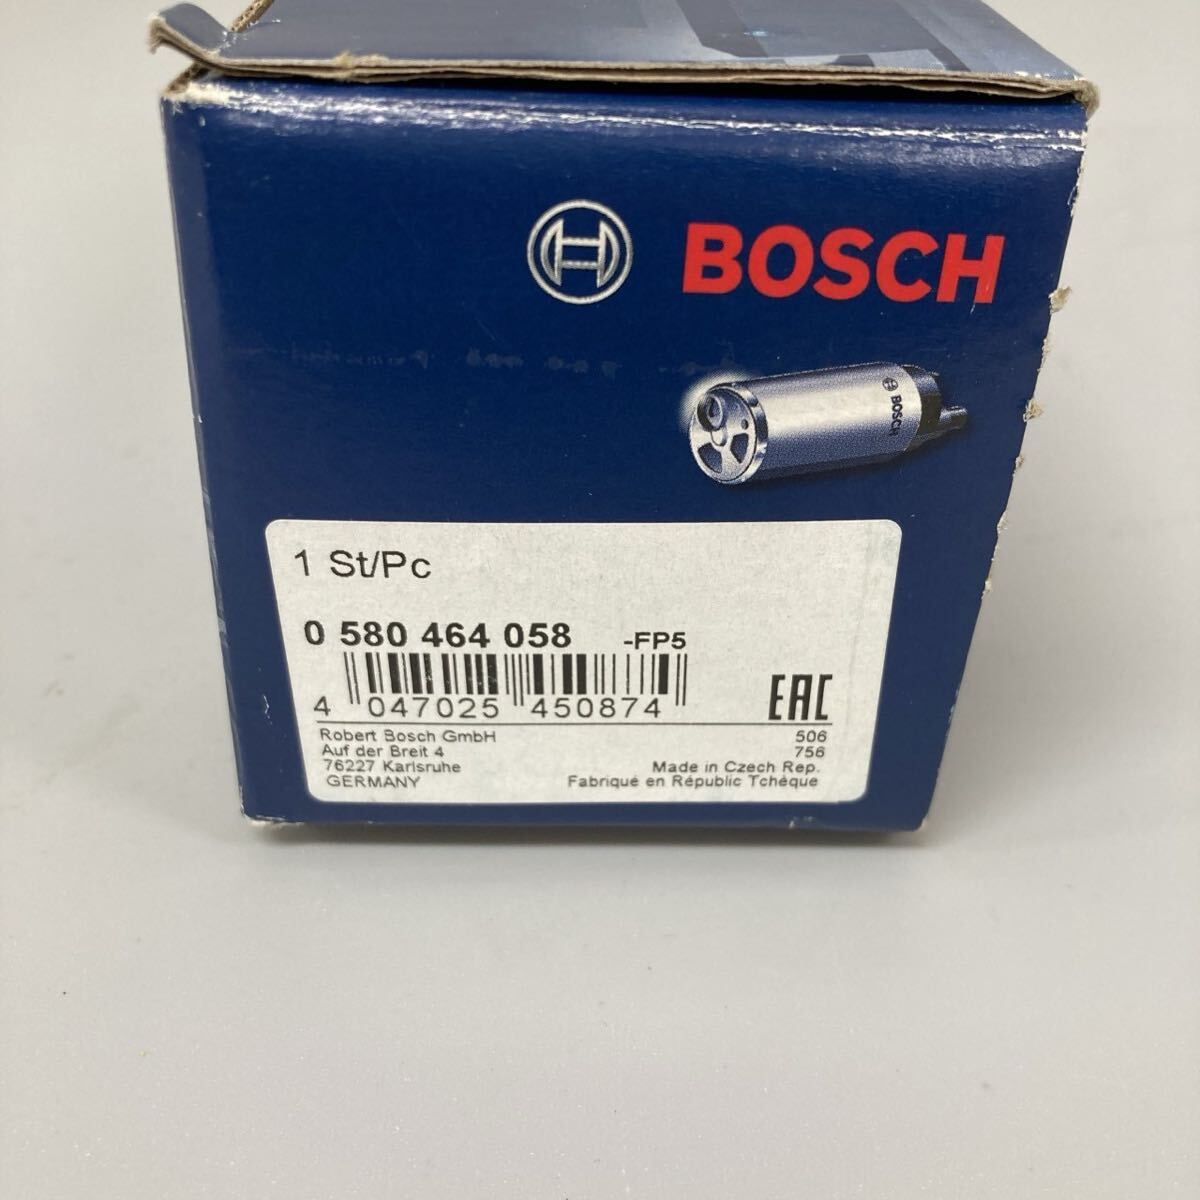 BOSCH
BOSCH
1 St/Pc
0 580 464 058 -FP5
4 047025 450874
EAC
Robert Bosch GmbH
Auf der Breit 4
76227 Karlsruhe
GERMANY
506
756
Made in Czech Rep.
Fabriqué en Républic Tchèque